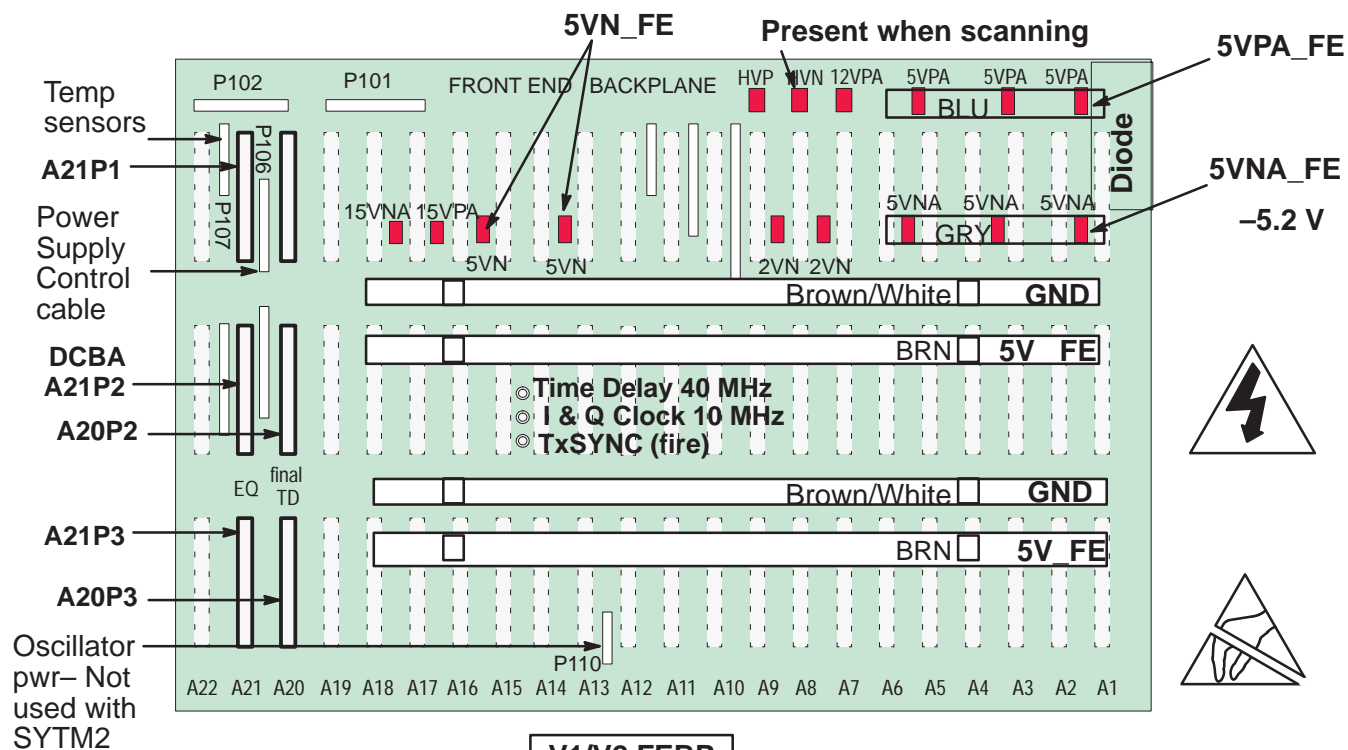 5VN_FE
Present when scanning
5VPA_FE
P102
P101
FRONT END
BACKPLANE
HVP
HVN
12VPA
5VPA
5VPA
5VPA
Temp
sensors
BLU
Diode
P106
A21P1
5VNA_FE
–5.2 V
Power
Supply
Control
cable
P107
15VNA
15VPA
5VNA
5VNA
5VNA
GRY
5VN
5VN
2VN
2VN
Brown/White
GND
DCBA
A21P2
BRN
5V_FE
Time Delay 40 MHz
I & Q Clock 10 MHz
TxSYNC (fire)
A20P2
EQ
final
TD
Brown/White
GND
A21P3
BRN
5V_FE
A20P3
Oscillator
pwr– Not
used with
SYTM2
P110
A22 A21 A20 A19 A18 A17 A16 A15 A14 A13 A12 A11 A10 A9 A8 A7 A6 A5 A4 A3 A2 A1